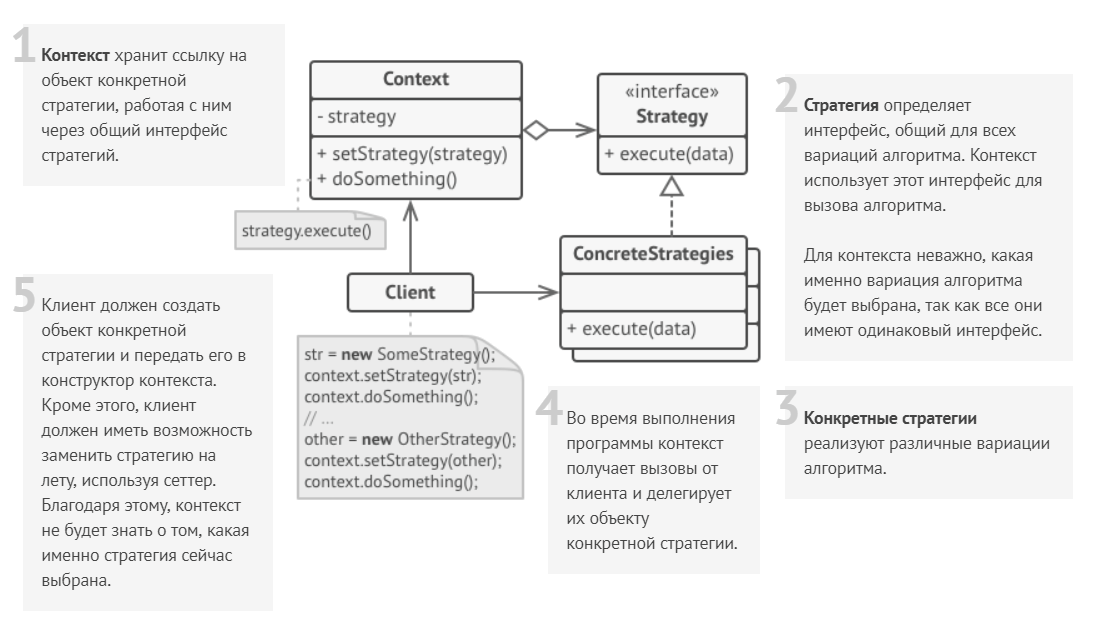 1
Контекст хранит ссылку на
объект конкретной
стратегии, работая с ним
через общий интерфейс
стратегий.
Context
- strategy
+ setStrategy(strategy)
+ doSomething()
strategy.execute()
«interface»
Strategy
+ execute(data)
2
Стратегия определяет
интерфейс, общий для всех
вариаций алгоритма. Контекст
использует этот интерфейс для
вызова алгоритма.
Для контекста неважно, какая
именно вариация алгоритма
будет выбрана, так как все они
имеют одинаковый интерфейс.
Client
ConcreteStrategies
+ execute(data)
str = new SomeStrategy();
context.setStrategy(str);
context.doSomething();
// ...
other = new OtherStrategy();
context.setStrategy(other);
context.doSomething();
3
Конкретные стратегии
реализуют различные вариации
алгоритма.
4
Во время выполнения
программы контекст
получает вызовы от
клиента и делегирует
их объекту
конкретной стратегии.
5
Клиент должен создать
объект конкретной
стратегии и передать его в
конструктор контекста.
Кроме этого, клиент
должен иметь возможность
заменить стратегию на
лету, используя сеттер.
Благодаря этому, контекст
не будет знать о том, какая
именно стратегия сейчас
выбрана.